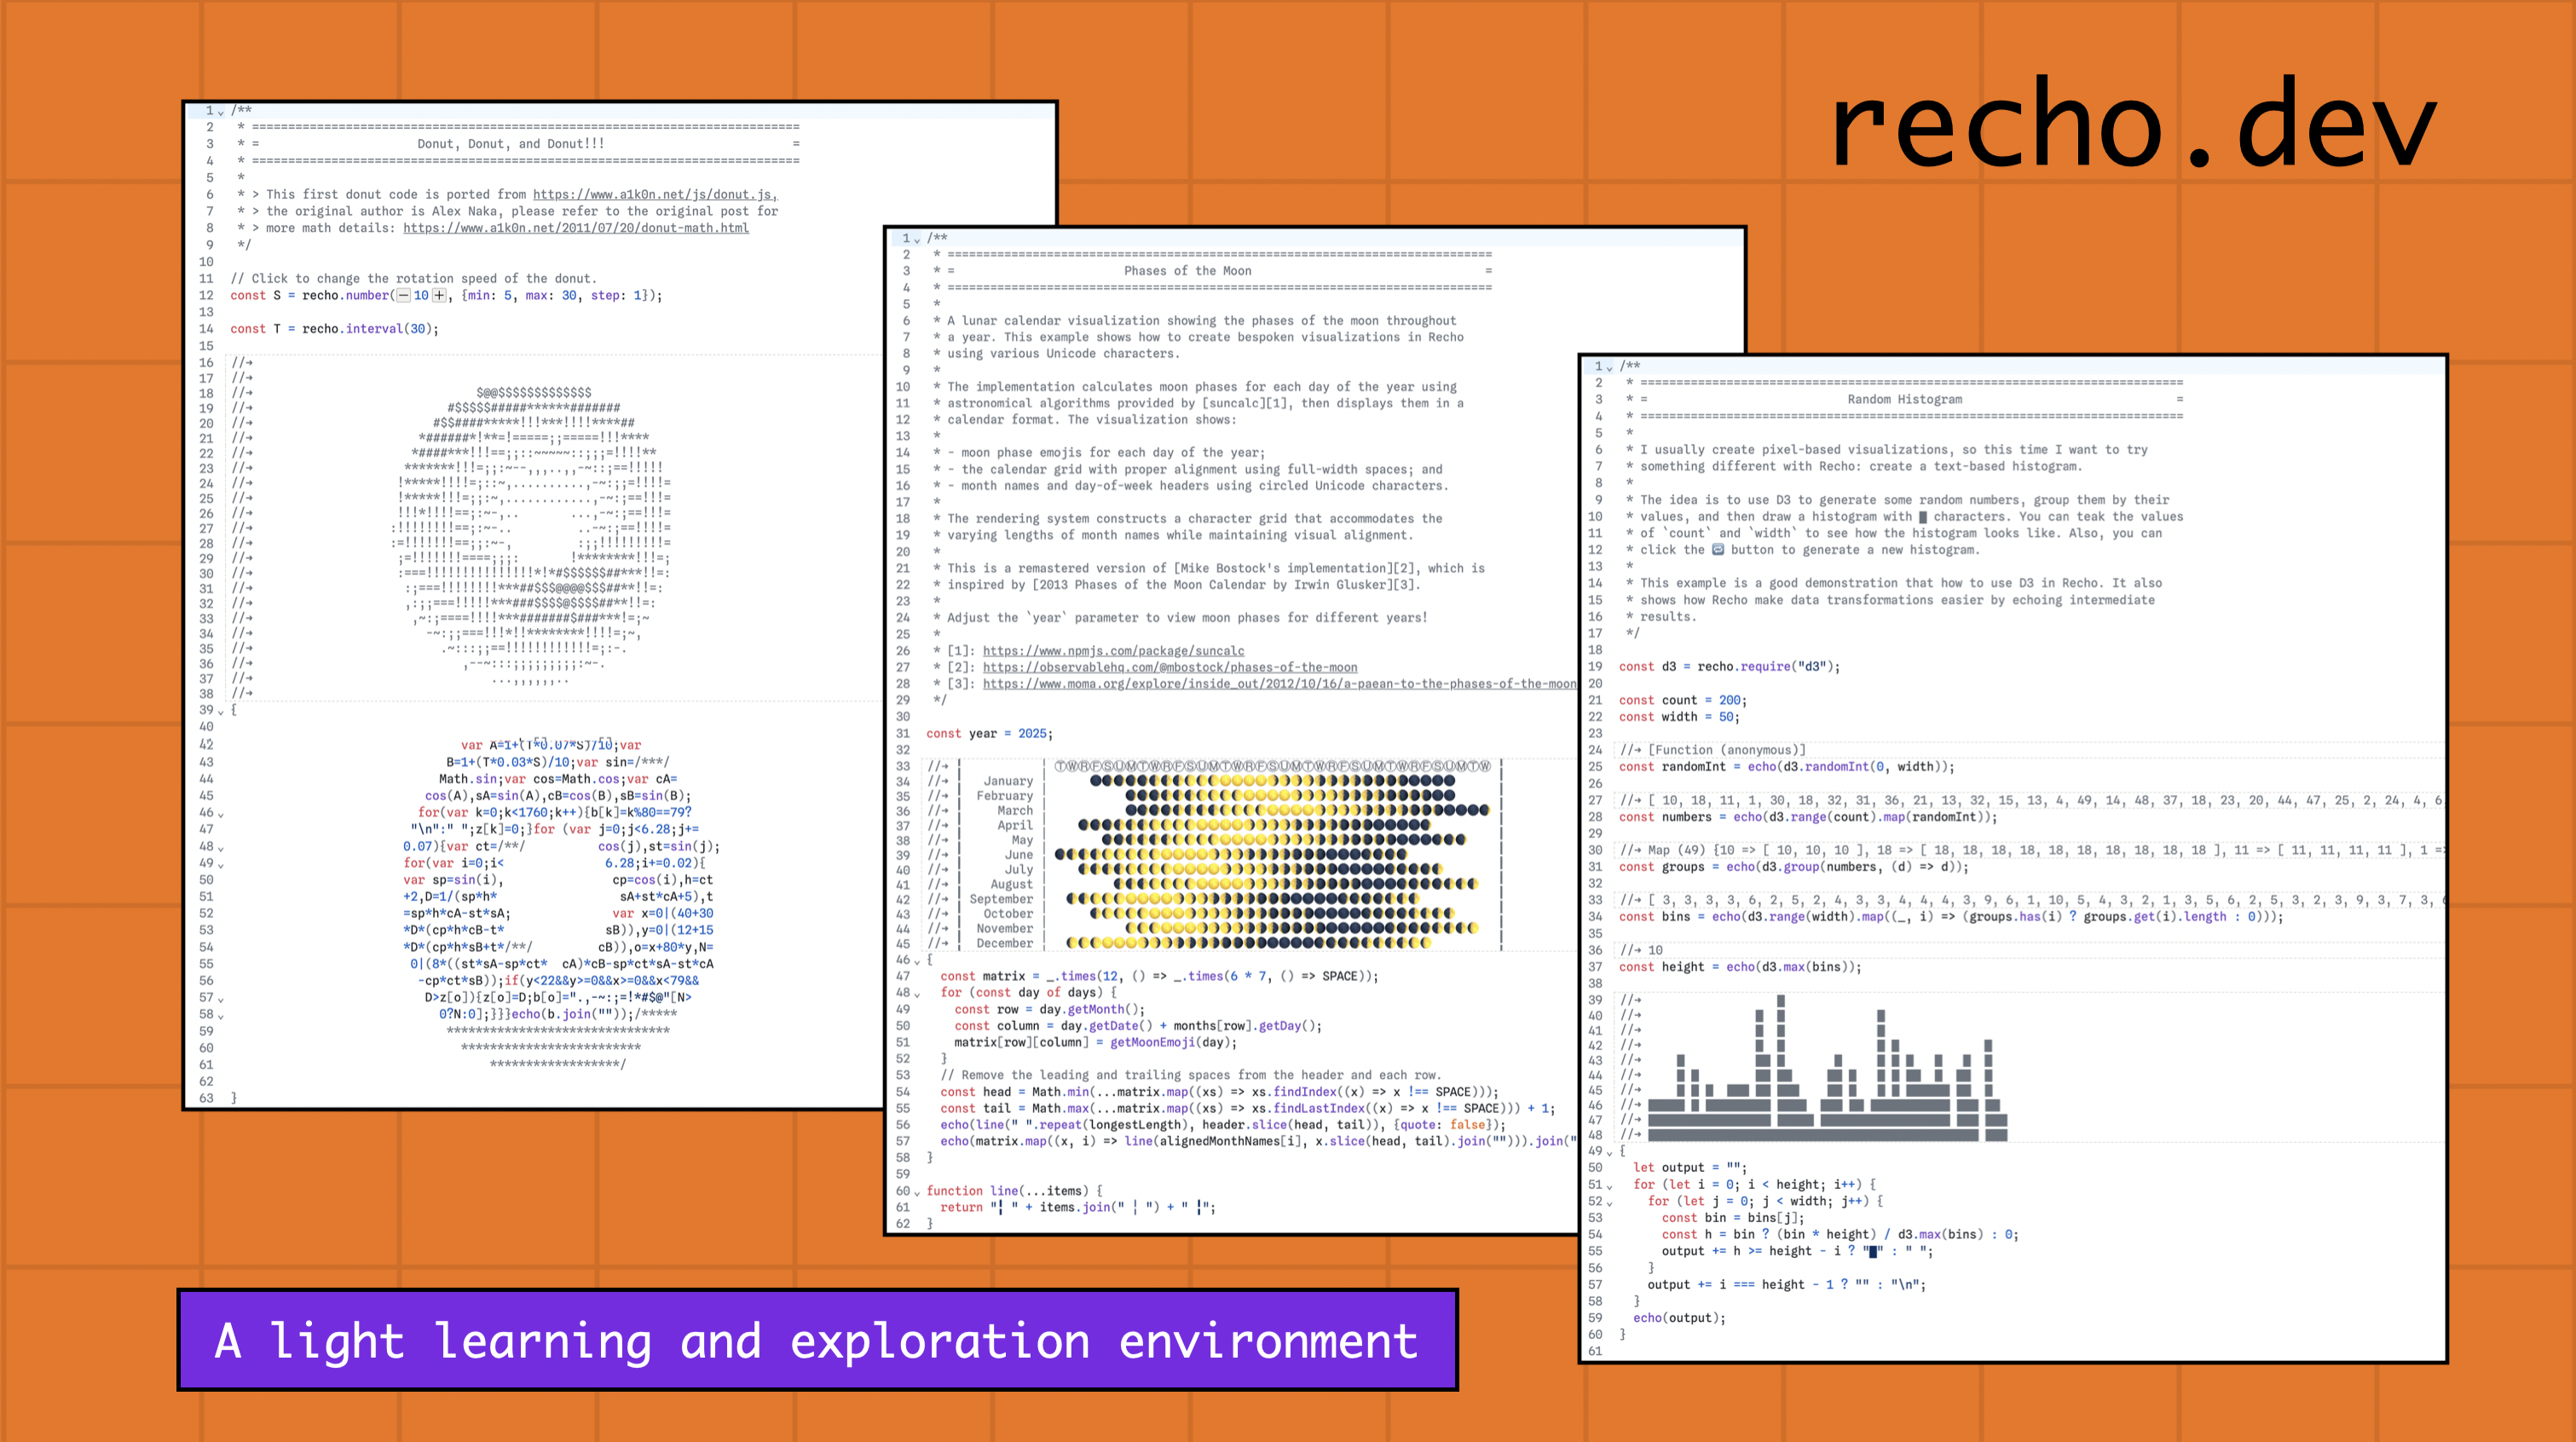 recho.dev
1 /**
2 * ============================================================================
3 * = Donut, Donut, and Donut!!! =
4 * ============================================================================
5 *
6 * > This first donut code is ported from https://www.a1k0n.net/js/donut.js,
7 * > the original author is Alex Naka, please refer to the original post for
8 * > more math details: https://www.a1k0n.net/2011/07/20/donut-math.html
9 */
10
11 // Click to change the rotation speed of the donut.
12 const S = recho.number(−10+, {min: 5, max: 30, step: 1});
13
14 const T = recho.interval(30);
15
16 //→
17 //→
18 //→
19 //→
20 //→
21 //→
22 //→
23 //→
24 //→
25 //→
26 //→
27 //→
28 //→
29 //→
30 //→
31 //→
32 //→
33 //→
34 //→
35 //→
36 //→
37 //→
38 //→
39 {
40
42 var A=1+(T*0.07*S)/10;var
43 B=1+(T*0.03*S)/10;var sin=/***/
44 Math.sin;var cos=Math.cos;var cA=
45 cos(A),sA=sin(A),cB=cos(B),sB=sin(B);
46 for(var k=0;k<1760;k++){b[k]=k%80==79?
47 "\n":" ";z[k]=0;}for (var j=0;j<6.28;j+=
48 0.07){var ct=/**/ cos(j),st=sin(j);
49 for(var i=0;i< 6.28;i+=0.02){
50 var sp=sin(i), cp=cos(i),h=ct
51 +2,D=1/(sp*h* sA+st*cA+5),t
52 =sp*h*cA-st*sA; var x=0|(40+30
53 *D*(cp*h*cB-t* sB)),y=0|(12+15
54 *D*(cp*h*sB+t*/**/ cB)),o=x+80*y,N=
55 0|(8*((st*sA-sp*ct* cA)*cB-sp*ct*sA-st*cA
56 -cp*ct*sB));if(y<22&&y>=0&&x>=0&&x<79&&
57 D>z[o]){z[o]=D;b[o]=".,-~:;=!*#$@"[N>
58 0?N:0];}}}echo(b.join(""));/*****
59 *******************************
60 *************************
61 ******************/
62
63 }
1 /**
2 * ============================================================================
3 * = Phases of the Moon =
4 * ============================================================================
5 *
6 * A lunar calendar visualization showing the phases of the moon throughout
7 * a year. This example shows how to create bespoken visualizations in Recho
8 * using various Unicode characters.
9 *
10 * The implementation calculates moon phases for each day of the year using
11 * astronomical algorithms provided by [suncalc][1], then displays them in a
12 * calendar format. The visualization shows:
13 *
14 * - moon phase emojis for each day of the year;
15 * - the calendar grid with proper alignment using full-width spaces; and
16 * - month names and day-of-week headers using circled Unicode characters.
17 *
18 * The rendering system constructs a character grid that accommodates the
19 * varying lengths of month names while maintaining visual alignment.
20 *
21 * This is a remastered version of [Mike Bostock's implementation][2], which is
22 * inspired by [2013 Phases of the Moon Calendar by Irwin Glusker][3].
23 *
24 * Adjust the `year` parameter to view moon phases for different years!
25 *
26 * [1]: https://www.npmjs.com/package/suncalc
27 * [2]: https://observablehq.com/@mbostock/phases-of-the-moon
28 * [3]: https://www.moma.org/explore/inside_out/2012/10/16/a-paean-to-the-phases-of-the-moon
29 */
30
31 const year = 2025;
32
33 //→ ⓉⓌⓇⒻⓈⓊⓂⓉⓌⓇⒻⓈⓊⓂⓉⓌⓇⒻⓈⓊⓂⓉⓌⓇⒻⓈⓊⓂⓉⓌⓇⒻⓈⓊⓂⓉⓌ
34 //→ January
35 //→ February
36 //→ March
37 //→ April
38 //→ May
39 //→ June
40 //→ July
41 //→ August
42 //→ September
43 //→ October
44 //→ November
45 //→ December
46 {
47 const matrix = _.times(12, () => _.times(6 * 7, () => SPACE));
48 for (const day of days) {
49 const row = day.getMonth();
50 const column = day.getDate() + months[row].getDay();
51 matrix[row][column] = getMoonEmoji(day);
52 }
53 // Remove the leading and trailing spaces from the header and each row.
54 const head = Math.min(...matrix.map((xs) => xs.findIndex((x) => x !== SPACE)));
55 const tail = Math.max(...matrix.map((xs) => xs.findLastIndex((x) => x !== SPACE))) + 1;
56 echo(line(" ".repeat(longestLength), header.slice(head, tail)), {quote: false});
57 echo(matrix.map((x, i) => line(alignedMonthNames[i], x.slice(head, tail).join(""))).join("
58 }
59
60 function line(...items) {
61 return "┇ " + items.join(" ┆ ") + " ┇";
62 }
1 /**
2 * ============================================================================
3 * = Random Histogram =
4 * ============================================================================
5 *
6 * I usually create pixel-based visualizations, so this time I want to try
7 * something different with Recho: create a text-based histogram.
8 *
9 * The idea is to use D3 to generate some random numbers, group them by their
10 * values, and then draw a histogram with █ characters. You can teak the values
11 * of `count` and `width` to see how the histogram looks like. Also, you can
12 * click the 🔁 button to generate a new histogram.
13 *
14 * This example is a good demonstration that how to use D3 in Recho. It also
15 * shows how Recho make data transformations easier by echoing intermediate
16 * results.
17 */
18
19 const d3 = recho.require("d3");
20
21 const count = 200;
22 const width = 50;
23
24 //→ [Function (anonymous)]
25 const randomInt = echo(d3.randomInt(0, width));
26
27 //→ [ 10, 18, 11, 1, 30, 18, 32, 31, 36, 21, 13, 32, 15, 13, 4, 49, 14, 48, 37, 18, 23, 20, 44, 47, 25, 2, 24, 4, 6
28 const numbers = echo(d3.range(count).map(randomInt));
29
30 //→ Map (49) {10 => [ 10, 10, 10 ], 18 => [ 18, 18, 18, 18, 18, 18, 18, 18, 18, 18 ], 11 => [ 11, 11, 11, 11 ], 1 =
31 const groups = echo(d3.group(numbers, (d) => d));
32
33 //→ [ 3, 3, 3, 3, 6, 2, 5, 2, 4, 3, 3, 4, 4, 4, 3, 9, 6, 1, 10, 5, 4, 3, 2, 1, 3, 5, 6, 2, 5, 3, 2, 3, 9, 3, 7, 3,
34 const bins = echo(d3.range(width).map((_, i) => (groups.has(i) ? groups.get(i).length : 0)));
35
36 //→ 10
37 const height = echo(d3.max(bins));
38
39 //→
40 //→
41 //→
42 //→
43 //→
44 //→
45 //→
46 //→
47 //→
48 //→
49 {
50 let output = "";
51 for (let i = 0; i < height; i++) {
52 for (let j = 0; j < width; j++) {
53 const bin = bins[j];
54 const h = bin ? (bin * height) / d3.max(bins) : 0;
55 output += h >= height - i ? "█" : " ";
56 }
57 output += i === height - 1 ? "" : "\n";
58 }
59 echo(output);
60 }
61
A light learning and exploration environment